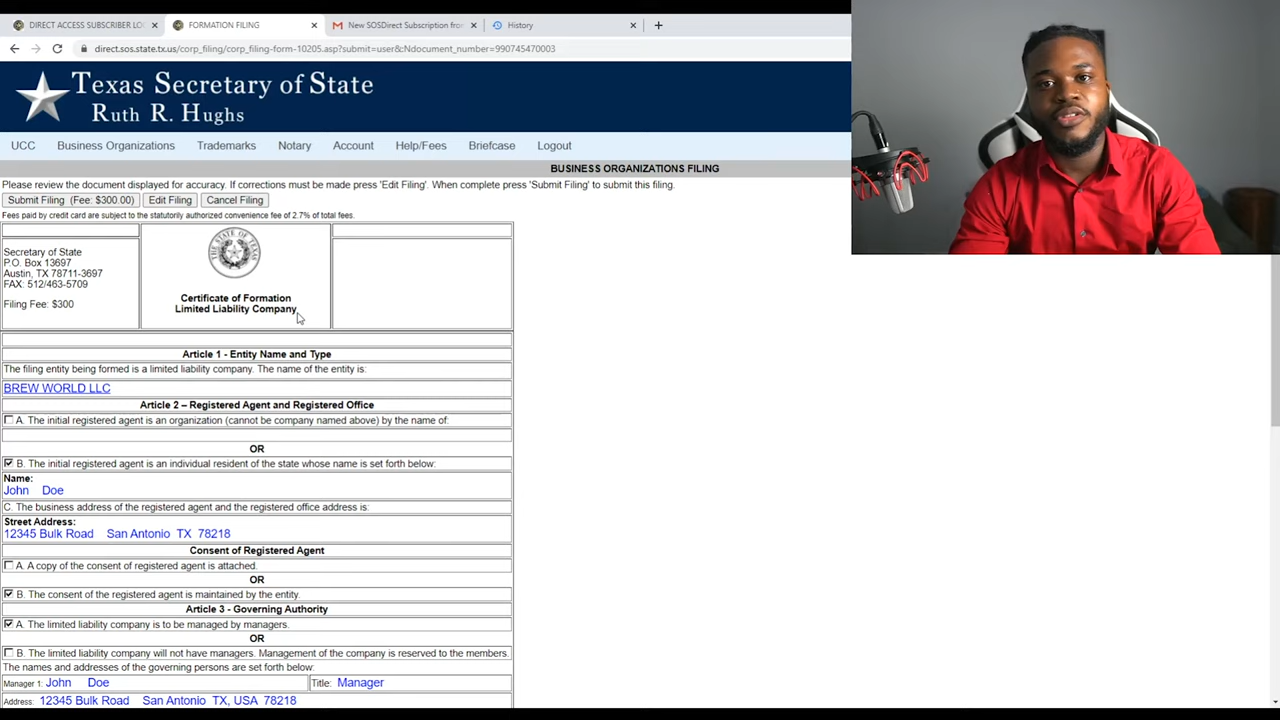 DIRECT ACCESS SUBSCRIBER LO
FORMATION FILING
New SOSDirect Subscription from
History
direct.sos.state.tx.us/corp_filing/corp_filing-form-10205.asp?submit=user&cNdocument_number=990745470003
Texas Secretary of State
Ruth R. Hughs
UCC Business Organizations Trademarks Notary Account Help/Fees Briefcase Logout
BUSINESS ORGANIZATIONS FILING
Please review the document displayed for accuracy. If corrections must be made press 'Edit Filing'. When complete press 'Submit Filing' to submit this filing.
Submit Filing (Fee: $300.00) Edit Filing Cancel Filing
Fees paid by credit card are subject to the statutorily authorized convenience fee of 2.7% of total fees.
Secretary of State
P.O. Box 13697
Austin, TX 78711-3697
FAX: 512/463-5709
Filing Fee: $300
THE STATE OF TEXAS
Certificate of Formation
Limited Liability Company
Article 1 - Entity Name and Type
The filing entity being formed is a limited liability company. The name of the entity is:
BREW WORLD LLC
Article 2 – Registered Agent and Registered Office
A. The initial registered agent is an organization (cannot be company named above) by the name of:
OR
B. The initial registered agent is an individual resident of the state whose name is set forth below:
Name:
John Doe
C. The business address of the registered agent and the registered office address is:
Street Address:
12345 Bulk Road San Antonio TX 78218
Consent of Registered Agent
A. A copy of the consent of registered agent is attached.
OR
B. The consent of the registered agent is maintained by the entity.
Article 3 - Governing Authority
A. The limited liability company is to be managed by managers.
OR
B. The limited liability company will not have managers. Management of the company is reserved to the members.
The names and addresses of the governing persons are set forth below:
Manager 1: John Doe Title: Manager
Address: 12345 Bulk Road San Antonio TX, USA 78218